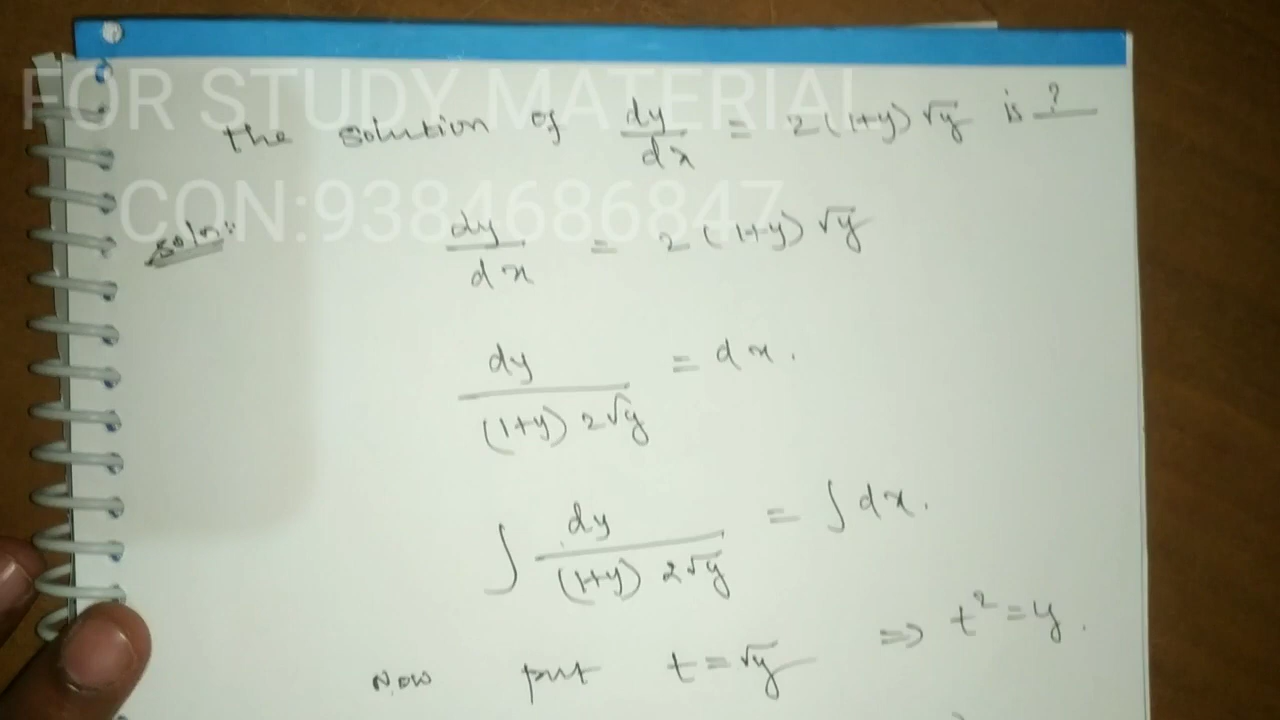 FOR STUDY MATERIAL
CON:9384686847
The solution of dy/dx = 2(1+y)√y is ?
Soln:
dy/dx = 2(1+y)√y
dy/((1+y) 2√y) = dx.
∫ dy/((1+y) 2√y) = ∫ dx.
Now put t = √y ⇒ t² = y.